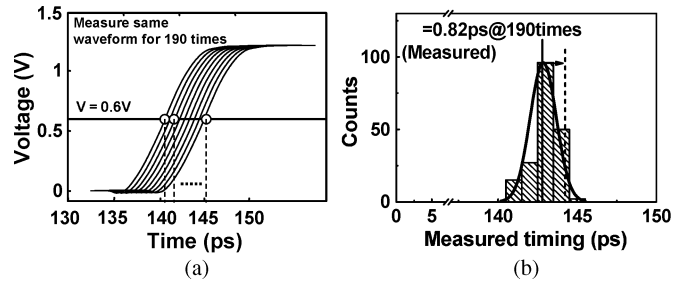 Measure same
waveform for 190 times
V = 0.6V
Voltage (V)
1.5
1
0.5
0
130 135 140 145 150
Time (ps)
(a)
=0.82ps@190times
(Measured)
Counts
100
50
0
0 5 140 145 150
Measured timing (ps)
(b)